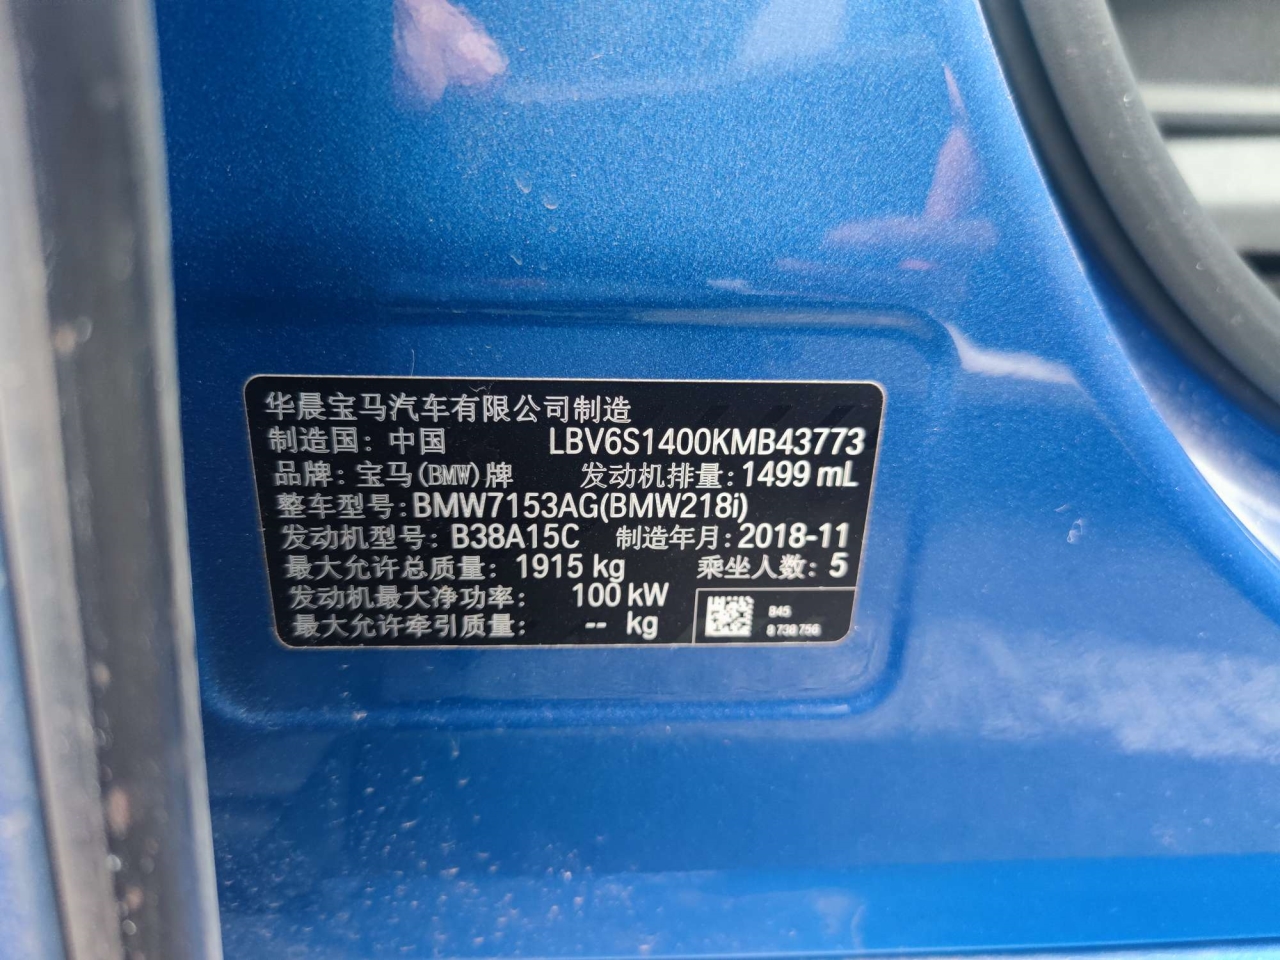 华晨宝马汽车有限公司制造
制造国：中国 LBV6S1400KMB43773
品牌：宝马(BMW)牌 发动机排量：1499 mL
整车型号：BMW7153AG(BMW218i)
发动机型号：B38A15C 制造年月：2018-11
最大允许总质量：1915 kg 乘坐人数：5
发动机最大净功率：100 kW
最大允许牵引质量：-- kg
B45
8 738 756